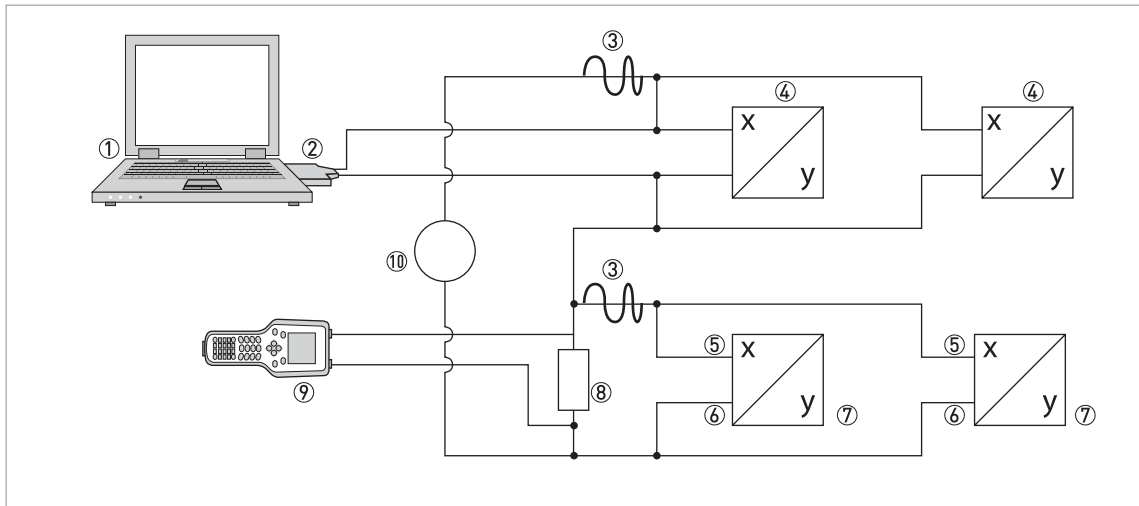 ③
① ② ④ ④
x x
y y
⑩
③
⑤ x ⑤ x
⑨ ⑧ ⑥ y ⑦ ⑥ y ⑦